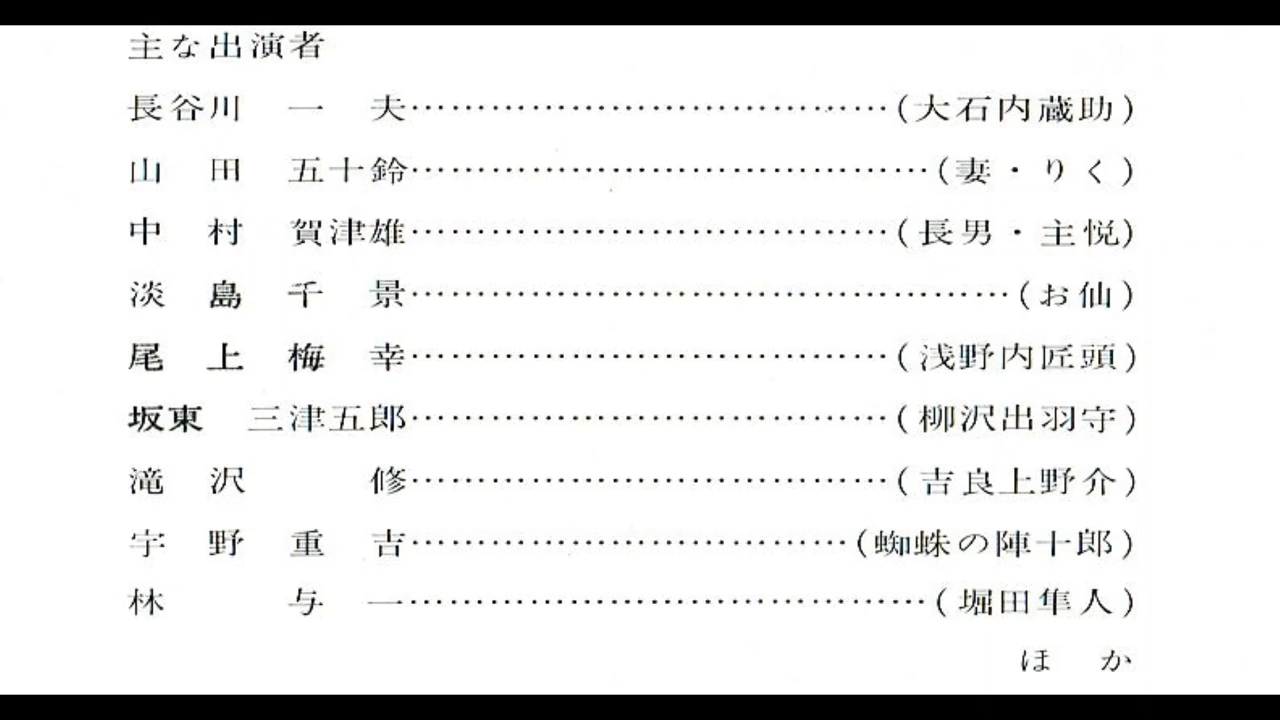 主な出演者
長谷川 一 夫……………………………(大石内蔵助)
山 田 五十鈴……………………………(妻・りく)
中 村 賀津雄……………………………(長男・主悦)
淡 島 千 景……………………………(お仙)
尾 上 梅 幸……………………………(浅野内匠頭)
坂東 三津五郎……………………………(柳沢出羽守)
滝 沢 修……………………………(吉良上野介)
宇 野 重 吉……………………………(蜘蛛の陣十郎)
林 与 一……………………………(堀田隼人)
ほ か